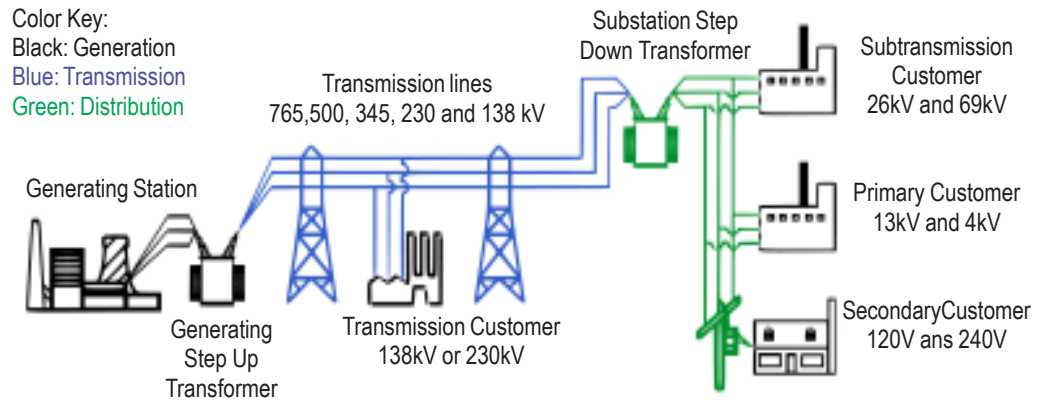 Color Key:
Black: Generation
Blue: Transmission
Green: Distribution
Transmission lines
765,500, 345, 230 and 138 kV
Substation Step
Down Transformer
Subtransmission
Customer
26kV and 69kV
Generating Station
Primary Customer
13kV and 4kV
Generating
Step Up
Transformer
Transmission Customer
138kV or 230kV
SecondaryCustomer
120V ans 240V